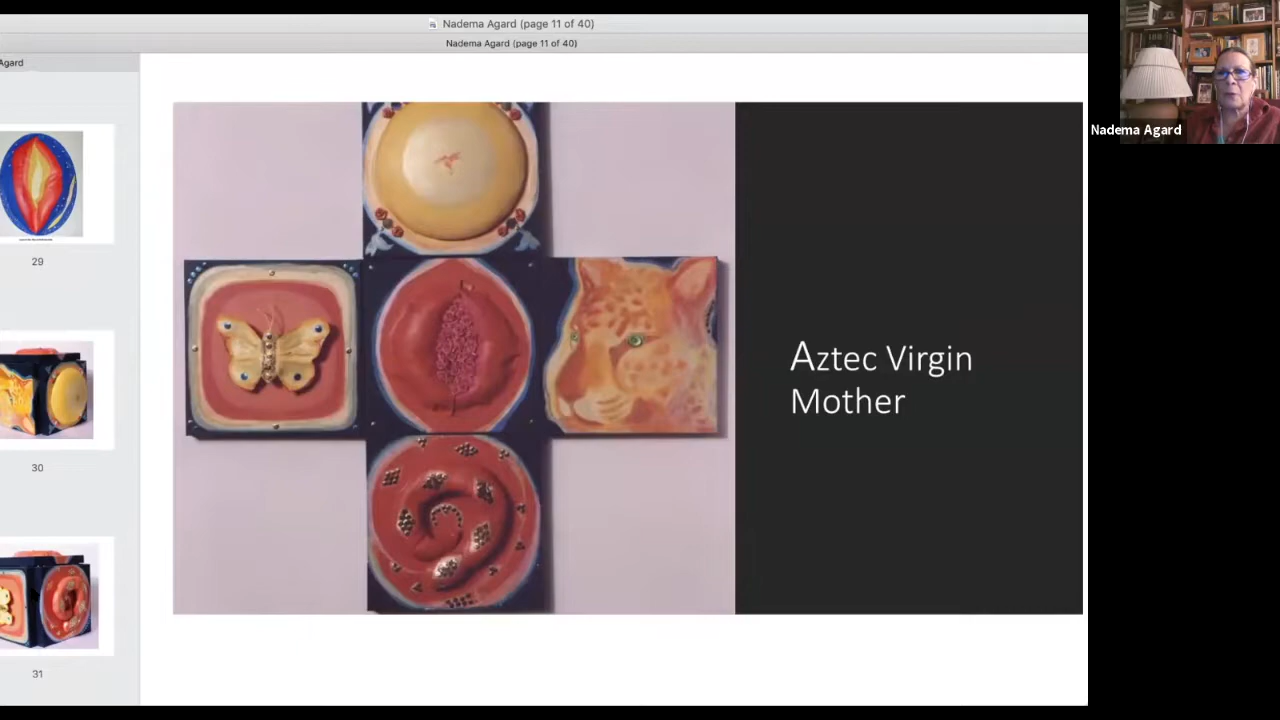 Nadema Agard (page 11 of 40)
Nadema Agard (page 11 of 40)
Agard
29
30
31
Aztec Virgin
Mother
Nadema Agard